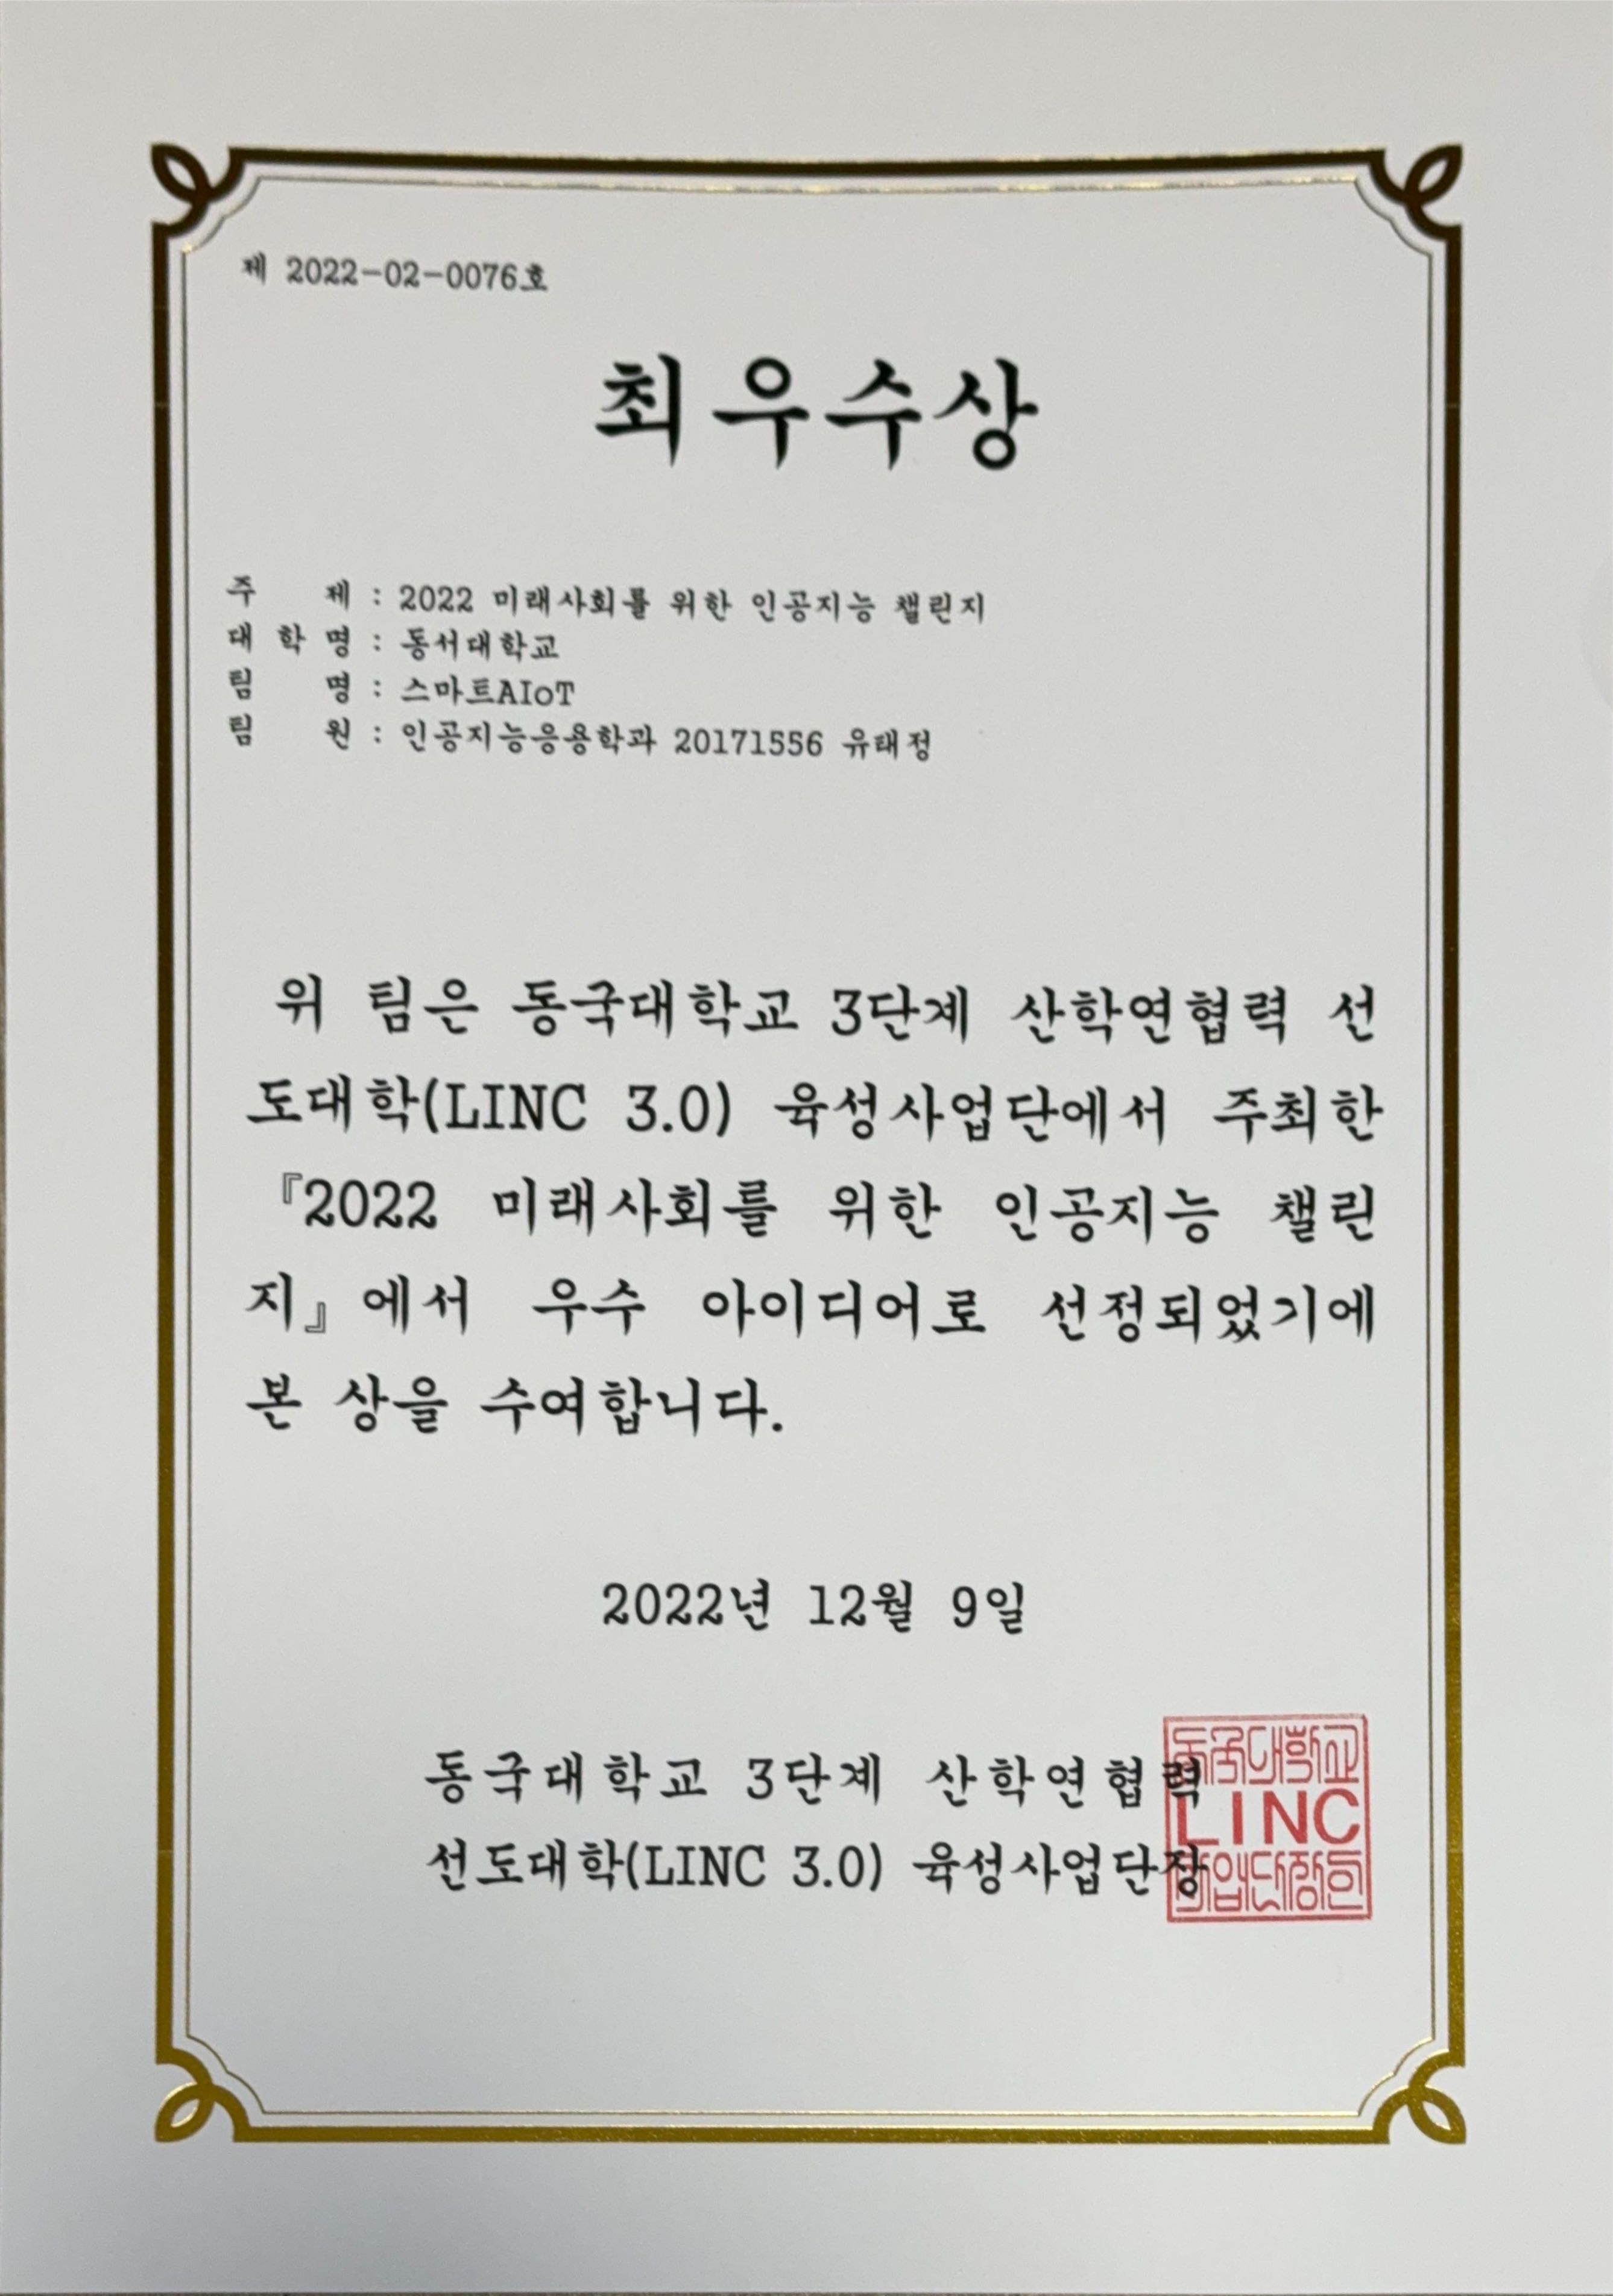 제 2022-02-0076호
최우수상
주 제 : 2022 미래사회를 위한 인공지능 챌린지
대 학 명 : 동서대학교
팀 명 : 스마트AIoT
팀 원 : 인공지능응용학과 20171556 유태정
위 팀은 동국대학교 3단계 산학연협력 선
도대학(LINC 3.0) 육성사업단에서 주최한
『2022 미래사회를 위한 인공지능 챌린
지』에서 우수 아이디어로 선정되었기에
본 상을 수여합니다.
2022년 12월 9일
동국대학교 3단계 산학연협력
선도대학(LINC 3.0) 육성사업단장
동국대학교
LINC
사업단장인